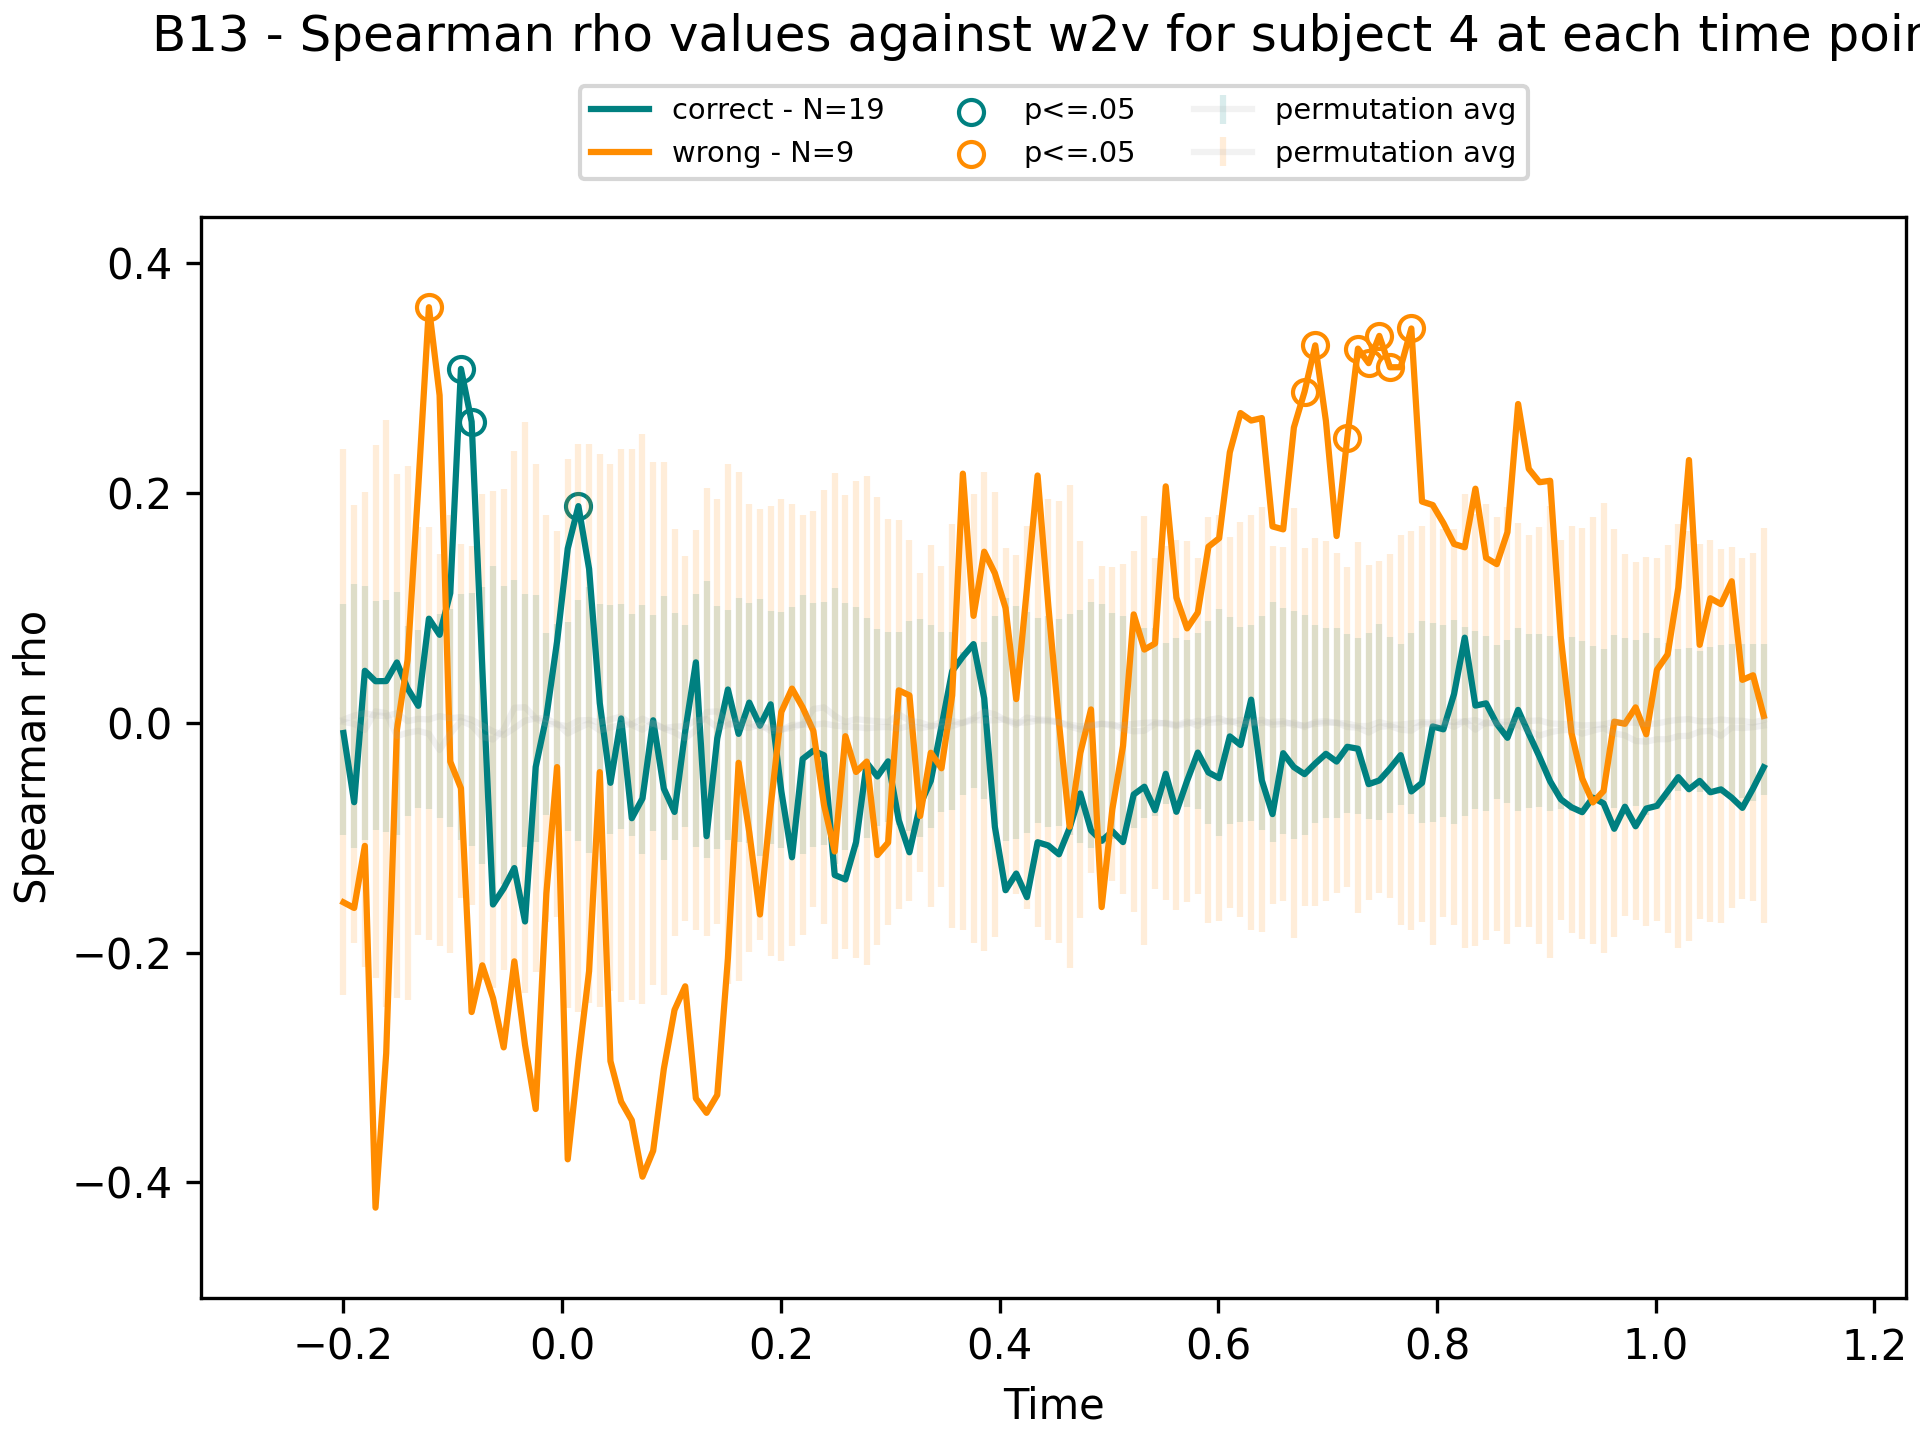 B13 - Spearman rho values against w2v for subject 4 at each time poin
correct - N=19 p<=.05 permutation avg
wrong - N=9 p<=.05 permutation avg
0.4
0.2
0.0
−0.2
−0.4
Spearman rho
−0.2 0.0 0.2 0.4 0.6 0.8 1.0 1.2
Time